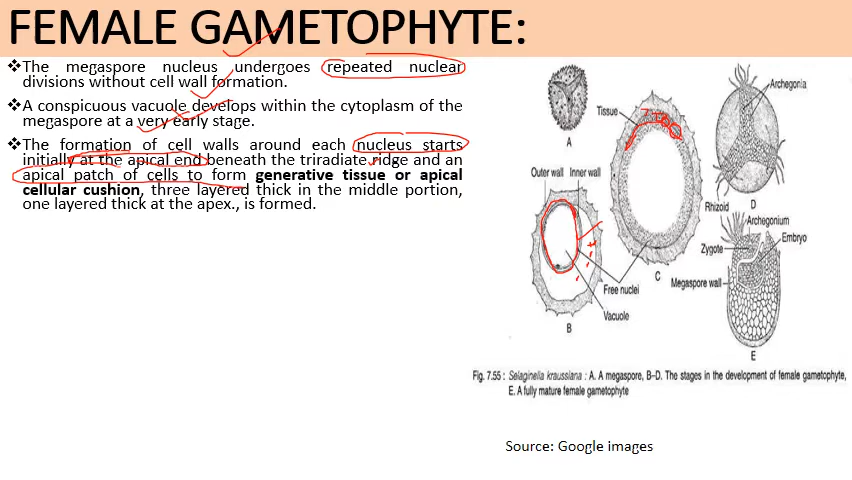 FEMALE GAMETOPHYTE:
❖The megaspore nucleus undergoes repeated nuclear
divisions without cell wall formation.
❖A conspicuous vacuole develops within the cytoplasm of the
megaspore at a very early stage.
❖The formation of cell walls around each nucleus starts
initially at the apical end beneath the triradiate ridge and an
apical patch of cells to form generative tissue or apical
cellular cushion, three layered thick in the middle portion,
one layered thick at the apex., is formed.
A
Tissue
Archegonia
Outer wall Inner wall
Rhizoid
D
Archegonium
Embryo
Zygote
C
Megaspore wall
Free nuclei
Vacuole
B
E
Fig. 7.55 : Selaginella kraussiana : A. A megaspore, B–D. The stages in the development of female gametophyte,
E. A fully mature female gametophyte
Source: Google images